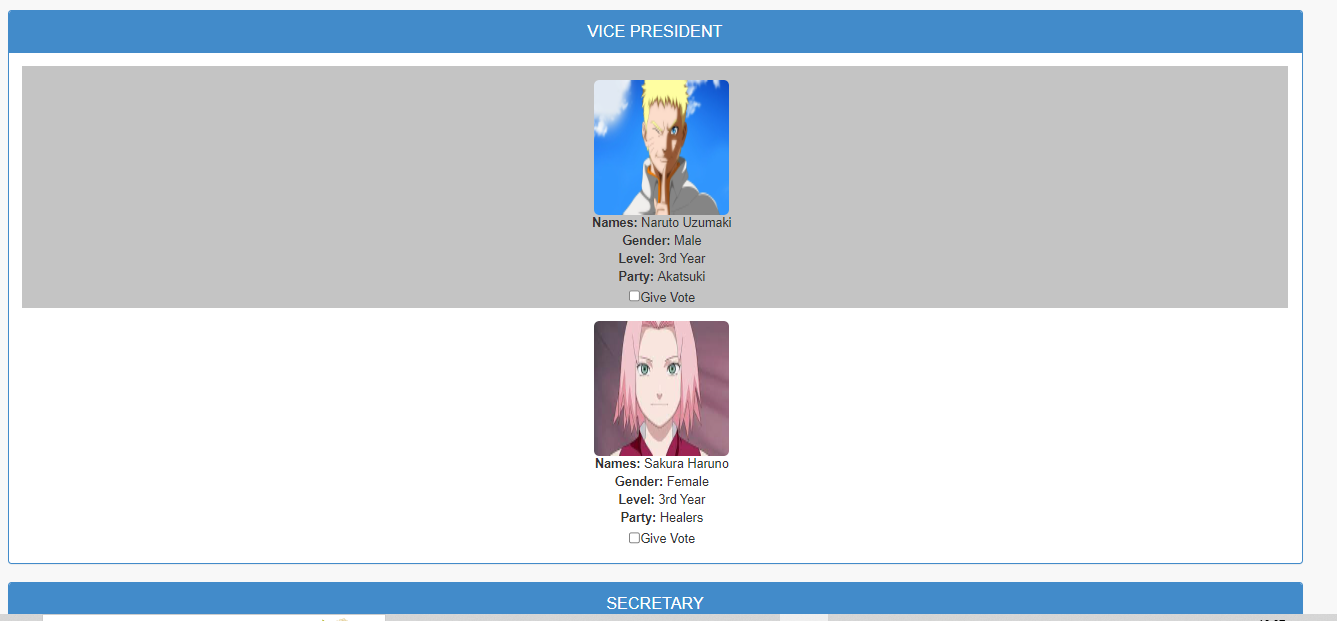 VICE PRESIDENT
Names: Naruto Uzumaki
Gender: Male
Level: 3rd Year
Party: Akatsuki
Give Vote
Names: Sakura Haruno
Gender: Female
Level: 3rd Year
Party: Healers
Give Vote
SECRETARY